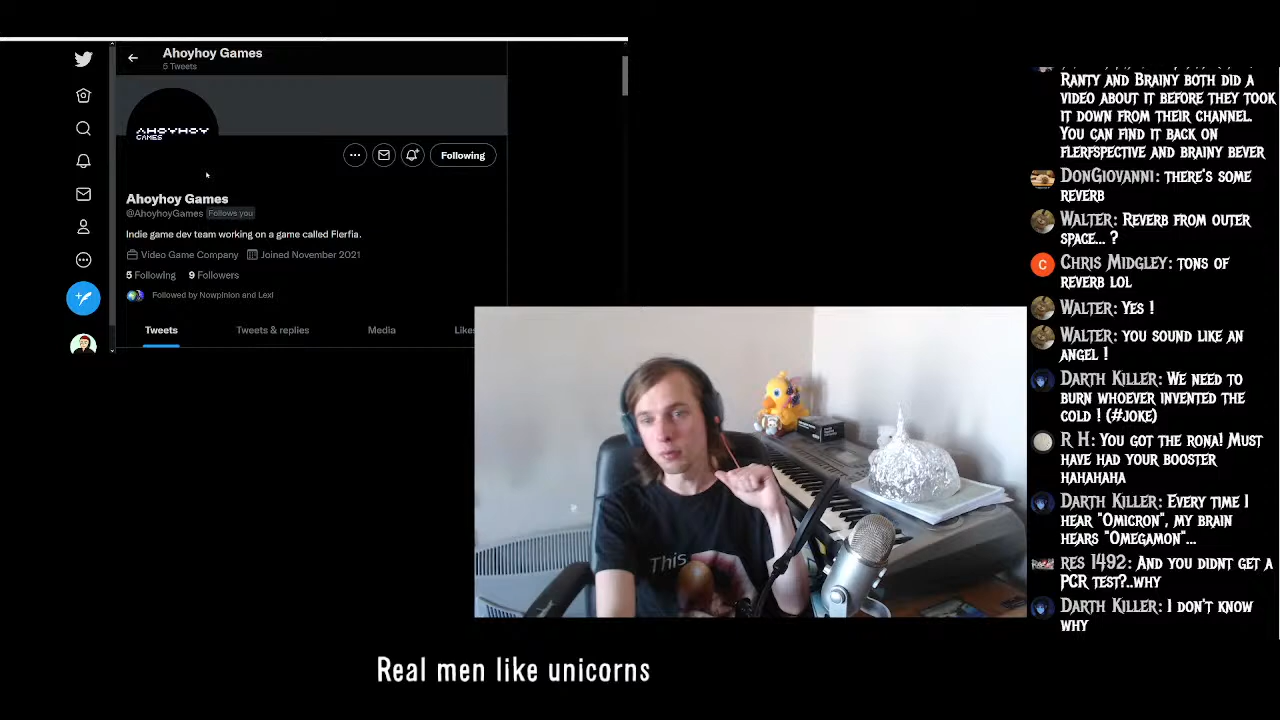 Ahoyhoy Games
5 Tweets
AHOYHOY
GAMES
Following
Ahoyhoy Games
@AhoyhoyGames Follows you
Indie game dev team working on a game called Flerfia.
Video Game Company Joined November 2021
5 Following 9 Followers
Followed by Nowpinion and Lexi
Tweets Tweets & replies Media Likes
This
Real men like unicorns
Ranty and Brainy both did a
video about it before they took
it down from their channel.
You can find it back on
flerfspective and Brainy Bever
DonGiovanni: there's some
reverb
Walter: Reverb from outer
space... ?
Chris Midgley: tons of
reverb lol
Walter: Yes !
Walter: you sound like an
angel !
Darth Killer: We need to
burn whoever invented the
cold ! (#joke)
R H: You got the rona! Must
have had your booster
hahahaha
Darth Killer: Every time I
hear "Omicron", my brain
hears "Omegamon"...
res 1492: And you didnt get a
PCR test?..why
Darth Killer: I don't know
why